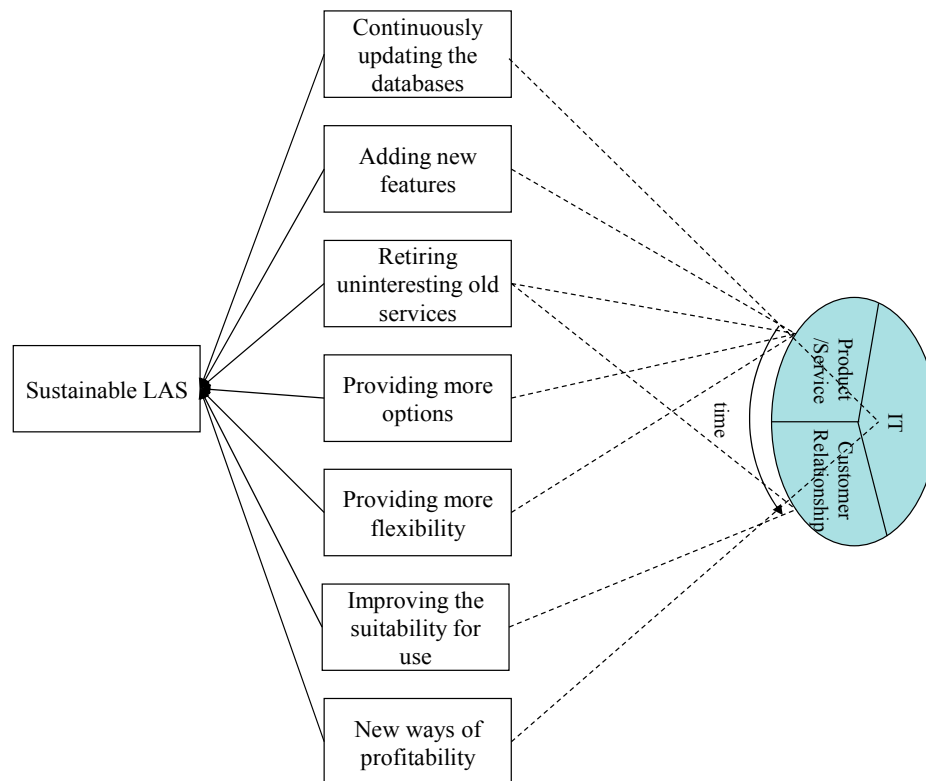 Continuously
updating the
databases
Adding new
features
Retiring
uninteresting old
services
Sustainable LAS
Providing more
options
Providing more
flexibility
Improving the
suitability for
use
New ways of
profitability
time
Product
/Service
IT
Customer
Relationship